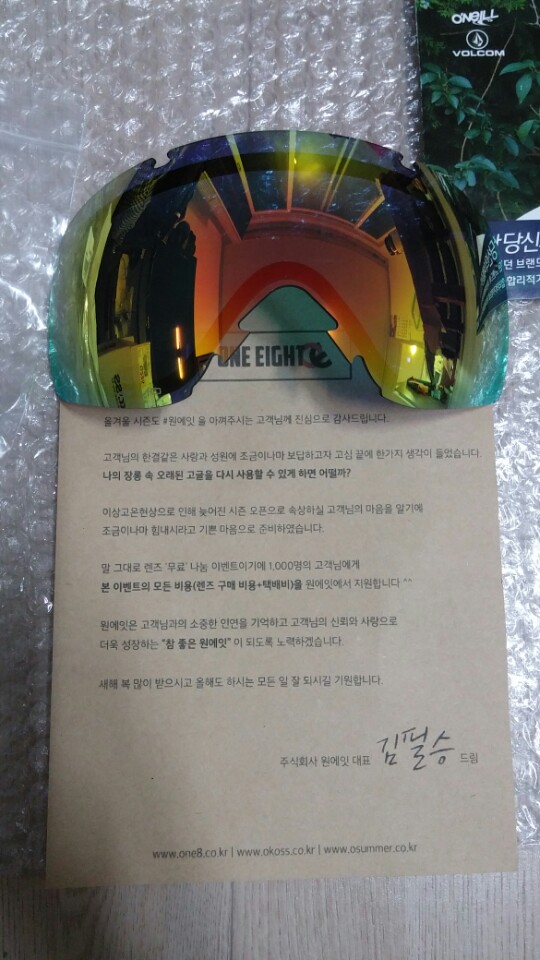 O'NEILL
VOLCOM
당신
던 브랜드
합리적
ONE EIGHT
올겨울 시즌도 #원에잇 을 아껴주시는 고객님께 진심으로 감사드립니다.
고객님의 한결같은 사랑과 성원에 조금이나마 보답하고자 고심 끝에 한가지 생각이 들었습니다.
나의 장롱 속 오래된 고글을 다시 사용할 수 있게 하면 어떨까?
이상고온현상으로 인해 늦어진 시즌 오픈으로 속상하실 고객님의 마음을 알기에
조금이나마 힘내시라고 기쁜 마음으로 준비하였습니다.
말 그대로 렌즈 '무료' 나눔 이벤트이기에 1,000명의 고객님에게
본 이벤트의 모든 비용(렌즈 구매 비용+택배비)을 원에잇에서 지원합니다 ^^
원에잇은 고객님과의 소중한 인연을 기억하고 고객님의 신뢰와 사랑으로
더욱 성장하는 "참 좋은 원에잇" 이 되도록 노력하겠습니다.
새해 복 많이 받으시고 올해도 하시는 모든 일 잘 되시길 기원합니다.
주식회사 원에잇 대표 김필승 드림
www.one8.co.kr | www.okoss.co.kr | www.osummer.co.kr